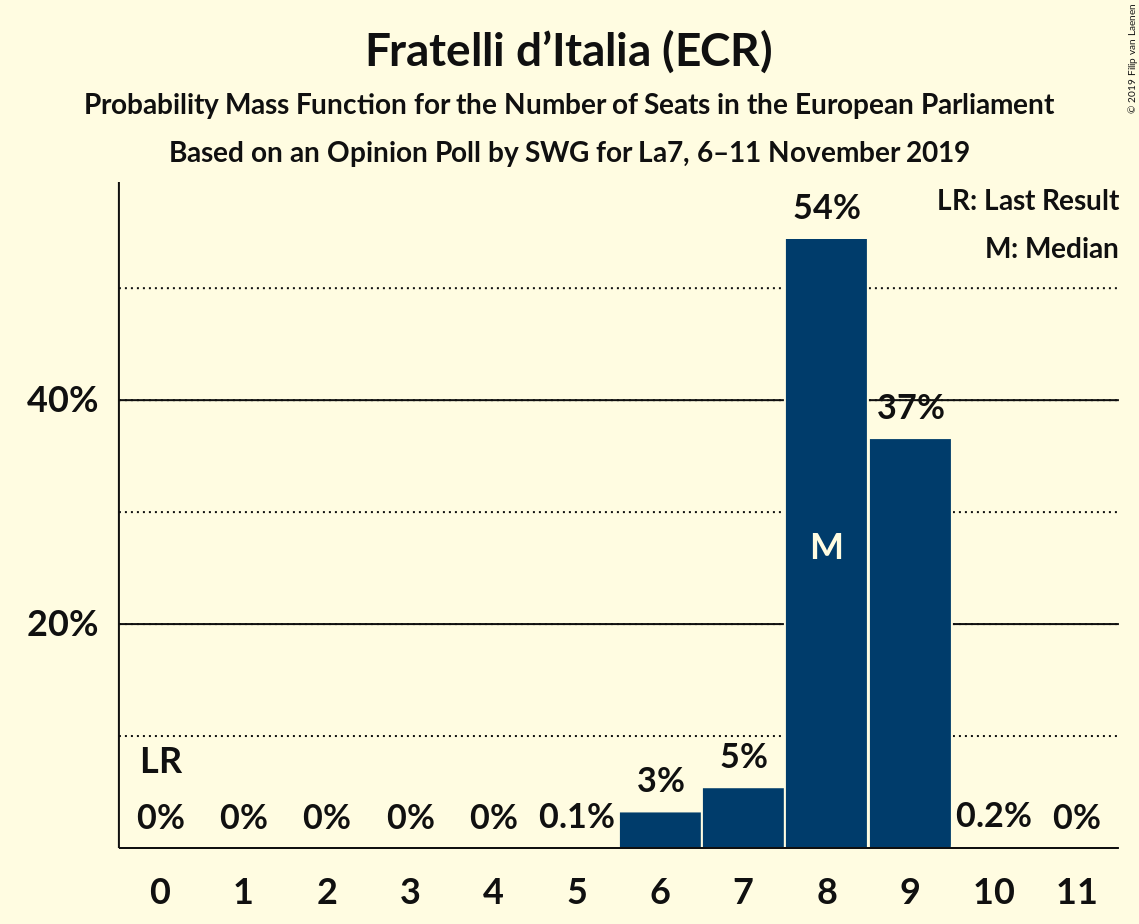 Fratelli d’Italia (ECR)
Probability Mass Function for the Number of Seats in the European Parliament
Based on an Opinion Poll by SWG for La7, 6–11 November 2019
© 2019 Filip van Laenen
LR: Last Result
M: Median
54%
40%
37%
M
20%
LR
0% 0% 0% 0% 0% 0.1% 3% 5% 0.2% 0%
0 1 2 3 4 5 6 7 8 9 10 11